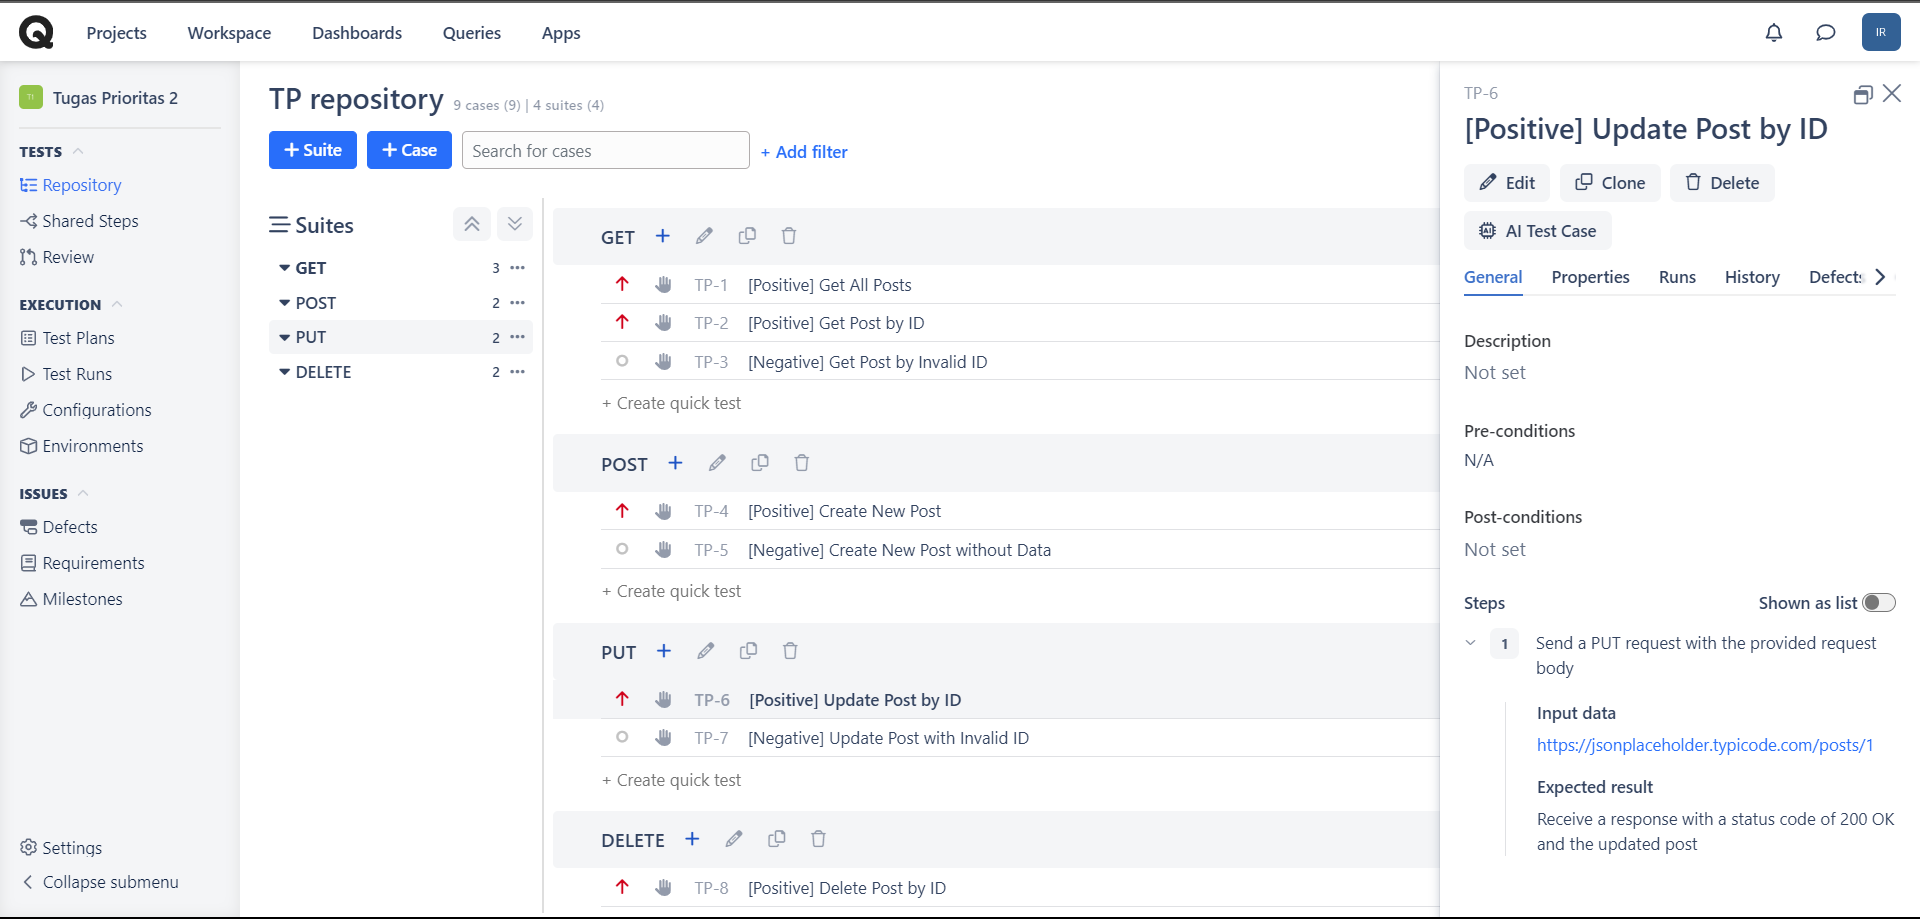 Projects Workspace Dashboards Queries Apps IR
TI Tugas Prioritas 2
TESTS
Repository
Shared Steps
Review
EXECUTION
Test Plans
Test Runs
Configurations
Environments
ISSUES
Defects
Requirements
Milestones
Settings
Collapse submenu
TP repository 9 cases (9) | 4 suites (4)
+ Suite + Case Search for cases + Add filter
Suites
GET 3
POST 2
PUT 2
DELETE 2
GET
TP-1 [Positive] Get All Posts
TP-2 [Positive] Get Post by ID
TP-3 [Negative] Get Post by Invalid ID
+ Create quick test
POST
TP-4 [Positive] Create New Post
TP-5 [Negative] Create New Post without Data
+ Create quick test
PUT
TP-6 [Positive] Update Post by ID
TP-7 [Negative] Update Post with Invalid ID
+ Create quick test
DELETE
TP-8 [Positive] Delete Post by ID
TP-6
[Positive] Update Post by ID
Edit Clone Delete
AI Test Case
General Properties Runs History Defects
Description
Not set
Pre-conditions
N/A
Post-conditions
Not set
Steps Shown as list
1 Send a PUT request with the provided request
body
Input data
https://jsonplaceholder.typicode.com/posts/1
Expected result
Receive a response with a status code of 200 OK
and the updated post